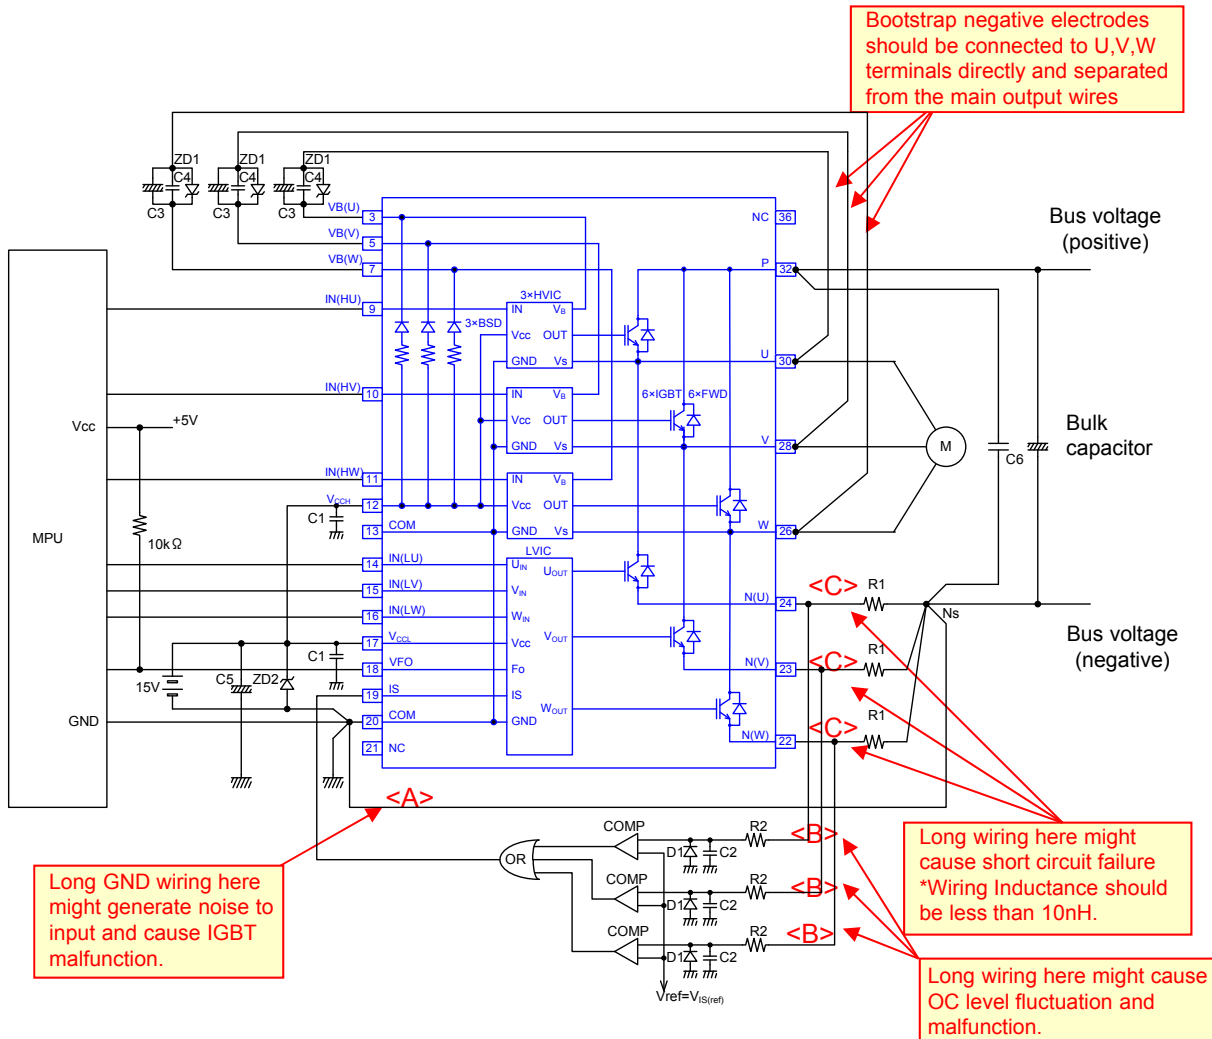 Bootstrap negative electrodes
should be connected to U,V,W
terminals directly and separated
from the main output wires
ZD1
ZD1
ZD1
C4
C4
C4
C3
C3
C3
VB(U)
3
NC
36
VB(V)
5
Bus voltage
(positive)
VB(W)
7
P
32
3×HVIC
IN(HU)
9
IN
VB
3×BSD
Vcc
OUT
GND
Vs
U
30
IN(HV)
10
IN
VB
6×IGBT
6×FWD
Vcc
+5V
Vcc
OUT
GND
Vs
V
28
M
C6
Bulk
capacitor
IN(HW)
11
IN
VB
VCCH
12
Vcc
OUT
C1
13
COM
GND
Vs
W
26
MPU
10kΩ
LVIC
14
IN(LU)
UIN
UOUT
15
IN(LV)
VIN
16
IN(LW)
WIN
N(U)
24
<C>
R1
Ns
17
VCCL
Vcc
VOUT
C1
18
VFO
Fo
N(V)
23
<C>
R1
Bus voltage
(negative)
15V
C5
ZD2
19
IS
IS
WOUT
GND
20
COM
GND
N(W)
22
<C>
R1
21
NC
<A>
COMP
R2
<B>
D1
C2
OR
COMP
R2
<B>
D1
C2
COMP
R2
<B>
D1
C2
Vref=VIS(ref)
Long GND wiring here
might generate noise to
input and cause IGBT
malfunction.
Long wiring here might
cause short circuit failure
*Wiring Inductance should
be less than 10nH.
Long wiring here might cause
OC level fluctuation and
malfunction.